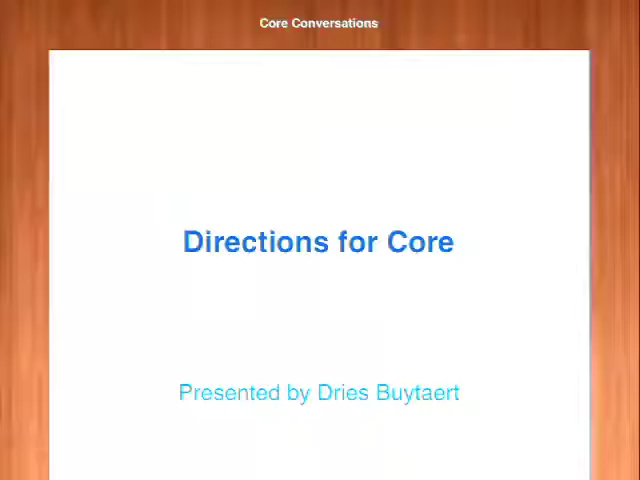 Core Conversations
Directions for Core
Presented by Dries Buytaert